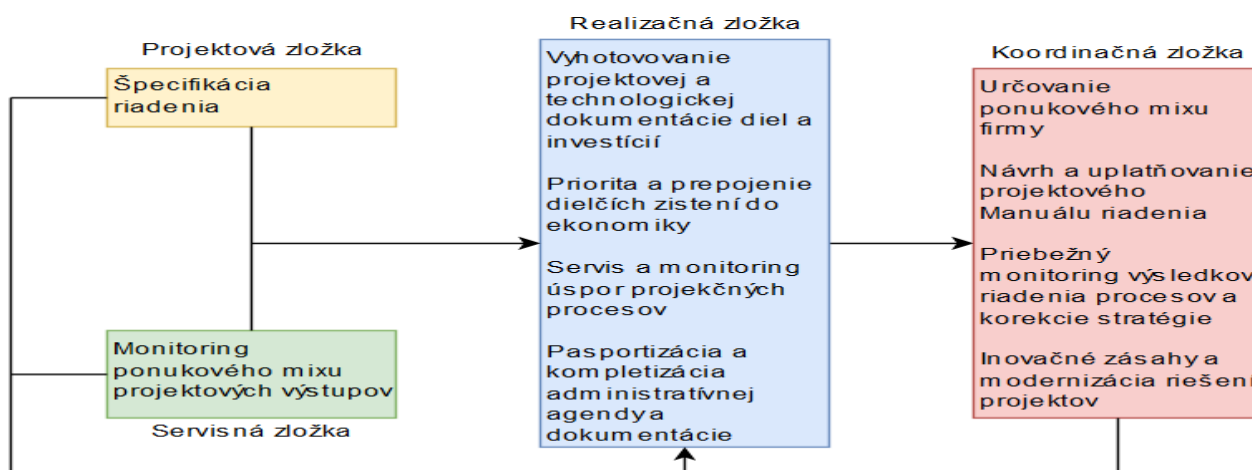 Projektová zložka
Špecifikácia
riadenia
Monitoring
ponukového mixu
projektových výstupov
Servisná zložka
Realizačná zložka
Vyhotovovanie
projektovej a
technologickej
dokumentácie diel a
investícií
Priorita a prepojenie
dielčích zistení do
ekonomiky
Servis a monitoring
úspor projekčných
procesov
Pasportizácia a
kompletizácia
administratívnej
agendy a
dokumentácie
Koordinačná zložka
Určovanie
ponukového mixu
firmy
Návrh a uplatňovanie
projektového
Manuálu riadenia
Priebežný
monitoring výsledkov
riadenia procesov a
korekcie stratégie
Inovačné zásahy a
modernizácia riešení
projektov